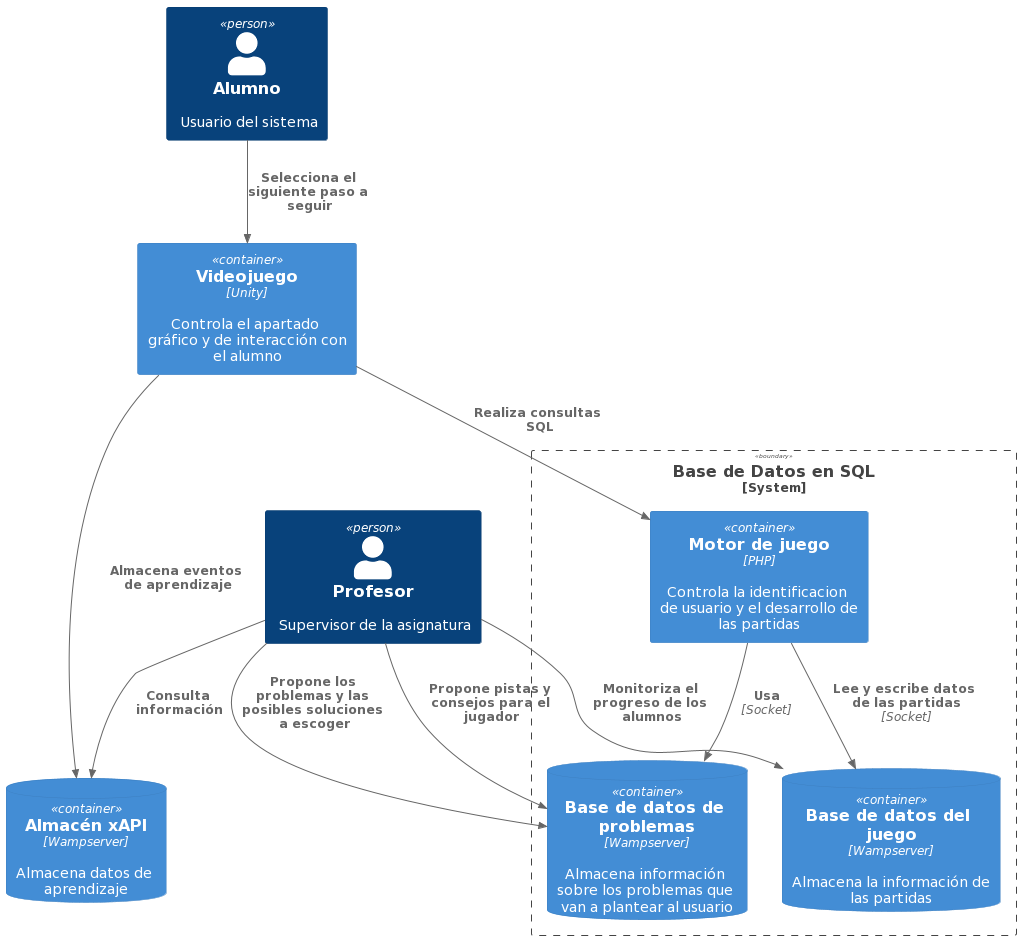 «person»
Alumno
Usuario del sistema
Selecciona el
siguiente paso a
seguir
«container»
Videojuego
[Unity]
Controla el apartado
gráfico y de interacción con
el alumno
Realiza consultas
SQL
«boundary»
Base de Datos en SQL
[System]
«container»
Motor de juego
[PHP]
Controla la identificacion
de usuario y el desarrollo de
las partidas
«person»
Profesor
Supervisor de la asignatura
Almacena eventos
de aprendizaje
Consulta
información
Propone los
problemas y las
posibles soluciones
a escoger
Propone pistas y
consejos para el
jugador
Monitoriza el
progreso de los
alumnos
Usa
[Socket]
Lee y escribe datos
de las partidas
[Socket]
«container»
Almacén xAPI
[Wampserver]
Almacena datos de
aprendizaje
«container»
Base de datos de
problemas
[Wampserver]
Almacena información
sobre los problemas que
van a plantear al usuario
«container»
Base de datos del
juego
[Wampserver]
Almacena la información de
las partidas